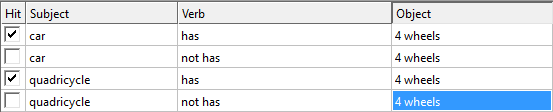 Hit Subject Verb Object
car has 4 wheels
car not has 4 wheels
quadricycle has 4 wheels
quadricycle not has 4 wheels